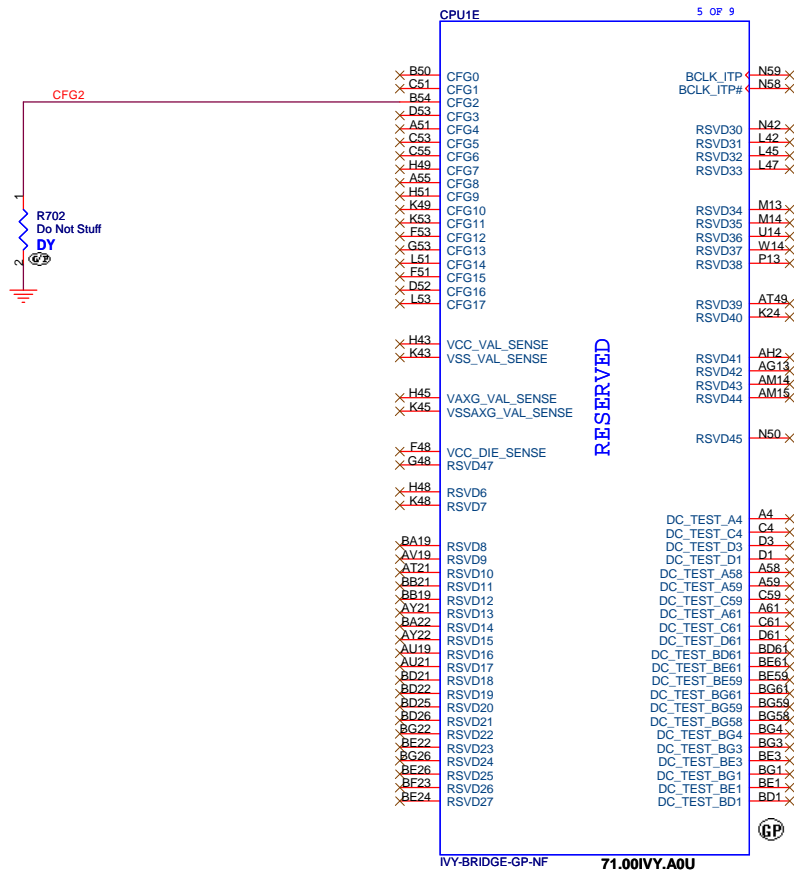 CPU1E
5 OF 9
CFG2
1
R702
Do Not Stuff
DY
2
G/P
B50 CFG0
C51 CFG1
B54 CFG2
D53 CFG3
A51 CFG4
C53 CFG5
C55 CFG6
H49 CFG7
A55 CFG8
H51 CFG9
K49 CFG10
K53 CFG11
F53 CFG12
G53 CFG13
L51 CFG14
F51 CFG15
D52 CFG16
L53 CFG17
H43 VCC_VAL_SENSE
K43 VSS_VAL_SENSE
H45 VAXG_VAL_SENSE
K45 VSSAXG_VAL_SENSE
F48 VCC_DIE_SENSE
G48 RSVD47
H48 RSVD6
K48 RSVD7
BA19 RSVD8
AV19 RSVD9
AT21 RSVD10
BB21 RSVD11
BB19 RSVD12
AY21 RSVD13
BA22 RSVD14
AY22 RSVD15
AU19 RSVD16
AU21 RSVD17
BD21 RSVD18
BD22 RSVD19
BD25 RSVD20
BD26 RSVD21
BG22 RSVD22
BE22 RSVD23
BG26 RSVD24
BE26 RSVD25
BF23 RSVD26
BE24 RSVD27
RESERVED
BCLK_ITP N59
BCLK_ITP# N58
RSVD30 N42
RSVD31 L42
RSVD32 L45
RSVD33 L47
RSVD34 M13
RSVD35 M14
RSVD36 U14
RSVD37 W14
RSVD38 P13
RSVD39 AT49
RSVD40 K24
RSVD41 AH2
RSVD42 AG13
RSVD43 AM14
RSVD44 AM15
RSVD45 N50
DC_TEST_A4 A4
DC_TEST_C4 C4
DC_TEST_D3 D3
DC_TEST_D1 D1
DC_TEST_A58 A58
DC_TEST_A59 A59
DC_TEST_C59 C59
DC_TEST_A61 A61
DC_TEST_C61 C61
DC_TEST_D61 D61
DC_TEST_BD61 BD61
DC_TEST_BE61 BE61
DC_TEST_BE59 BE59
DC_TEST_BG61 BG61
DC_TEST_BG59 BG59
DC_TEST_BG58 BG58
DC_TEST_BG4 BG4
DC_TEST_BG3 BG3
DC_TEST_BE3 BE3
DC_TEST_BG1 BG1
DC_TEST_BE1 BE1
DC_TEST_BD1 BD1
GP
IVY-BRIDGE-GP-NF
71.00IVY.A0U